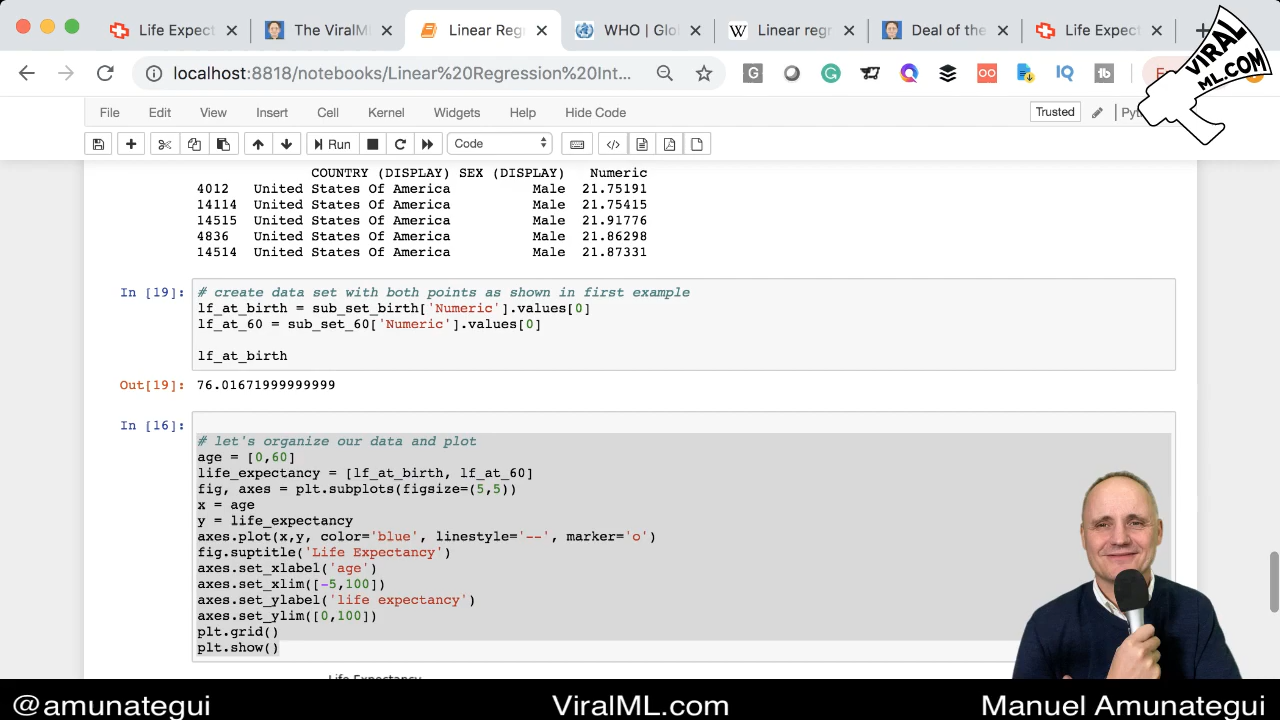 Life Expect
The ViralMl
Linear Regr
WHO | Glo
Linear regr
Deal of the
Life Expect
localhost:8818/notebooks/Linear%20Regression%20Int...
VIRAL
ML.COM
File Edit View Insert Cell Kernel Widgets Help Hide Code
Trusted
Run
Code
COUNTRY (DISPLAY) SEX (DISPLAY) Numeric
4012 United States Of America Male 21.75191
14114 United States Of America Male 21.75415
14515 United States Of America Male 21.91776
4836 United States Of America Male 21.86298
14514 United States Of America Male 21.87331
In [19]:
# create data set with both points as shown in first example
lf_at_birth = sub_set_birth['Numeric'].values[0]
lf_at_60 = sub_set_60['Numeric'].values[0]
lf_at_birth
Out[19]: 76.01671999999999
In [16]:
# let's organize our data and plot
age = [0,60]
life_expectancy = [lf_at_birth, lf_at_60]
fig, axes = plt.subplots(figsize=(5,5))
x = age
y = life_expectancy
axes.plot(x,y, color='blue', linestyle='--', marker='o')
fig.suptitle('Life Expectancy')
axes.set_xlabel('age')
axes.set_xlim([-5,100])
axes.set_ylabel('life expectancy')
axes.set_ylim([0,100])
plt.grid()
plt.show()
Life Expectancy
@amunategui
ViralML.com
Manuel Amunategui